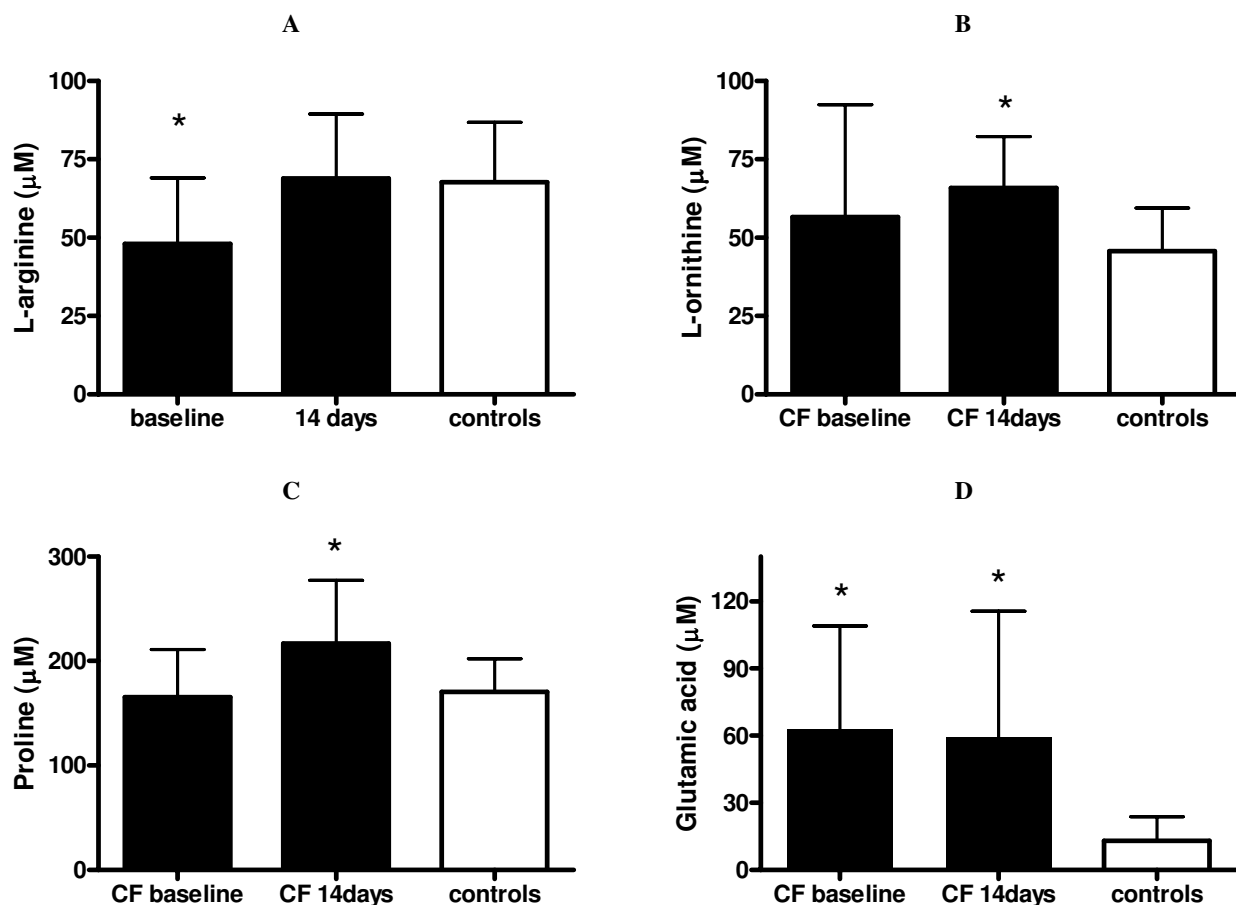 A
100
75
50
25
0
L-arginine (μM)
*
baseline 14 days controls
B
100
75
50
25
0
L-ornithine (μM)
*
CF baseline CF 14days controls
C
300
200
100
0
Proline (μM)
*
CF baseline CF 14days controls
D
120
90
60
30
0
Glutamic acid (μM)
* *
CF baseline CF 14days controls